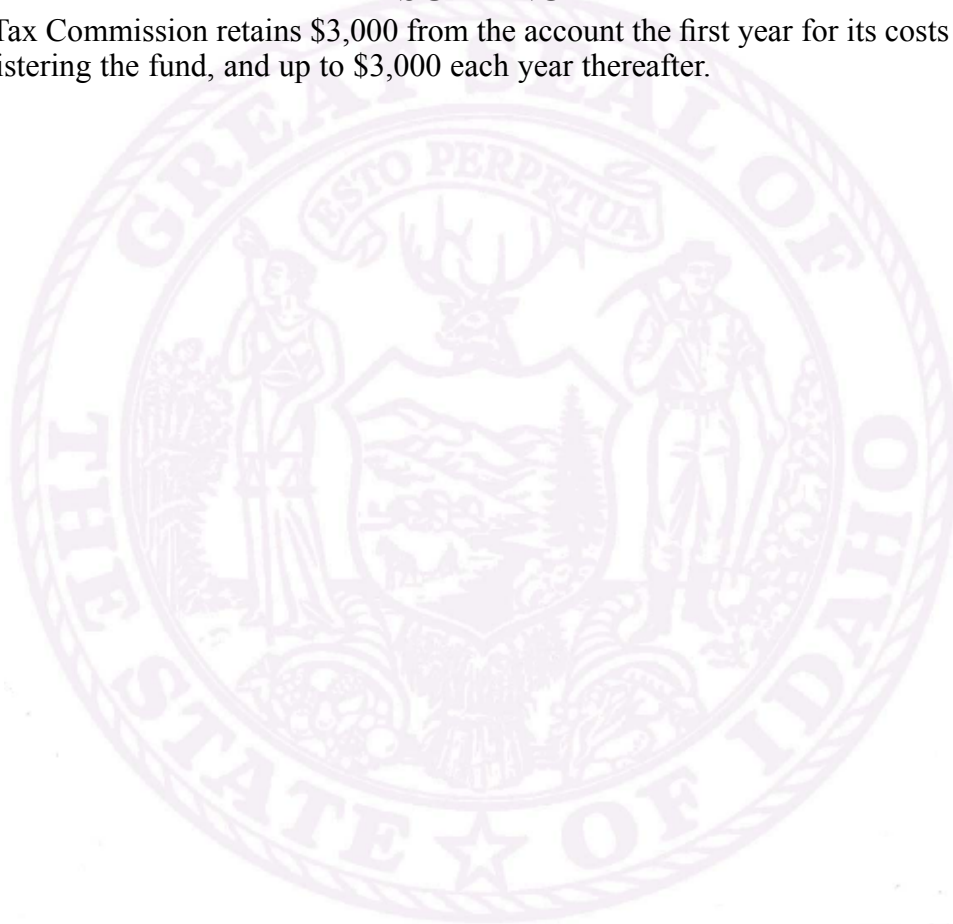 Tax Commission retains $3,000 from the account the first year for its costs
istering the fund, and up to $3,000 each year thereafter.
GREAT SEAL OF
ESTO PERPETUA
THE STATE OF IDAHO